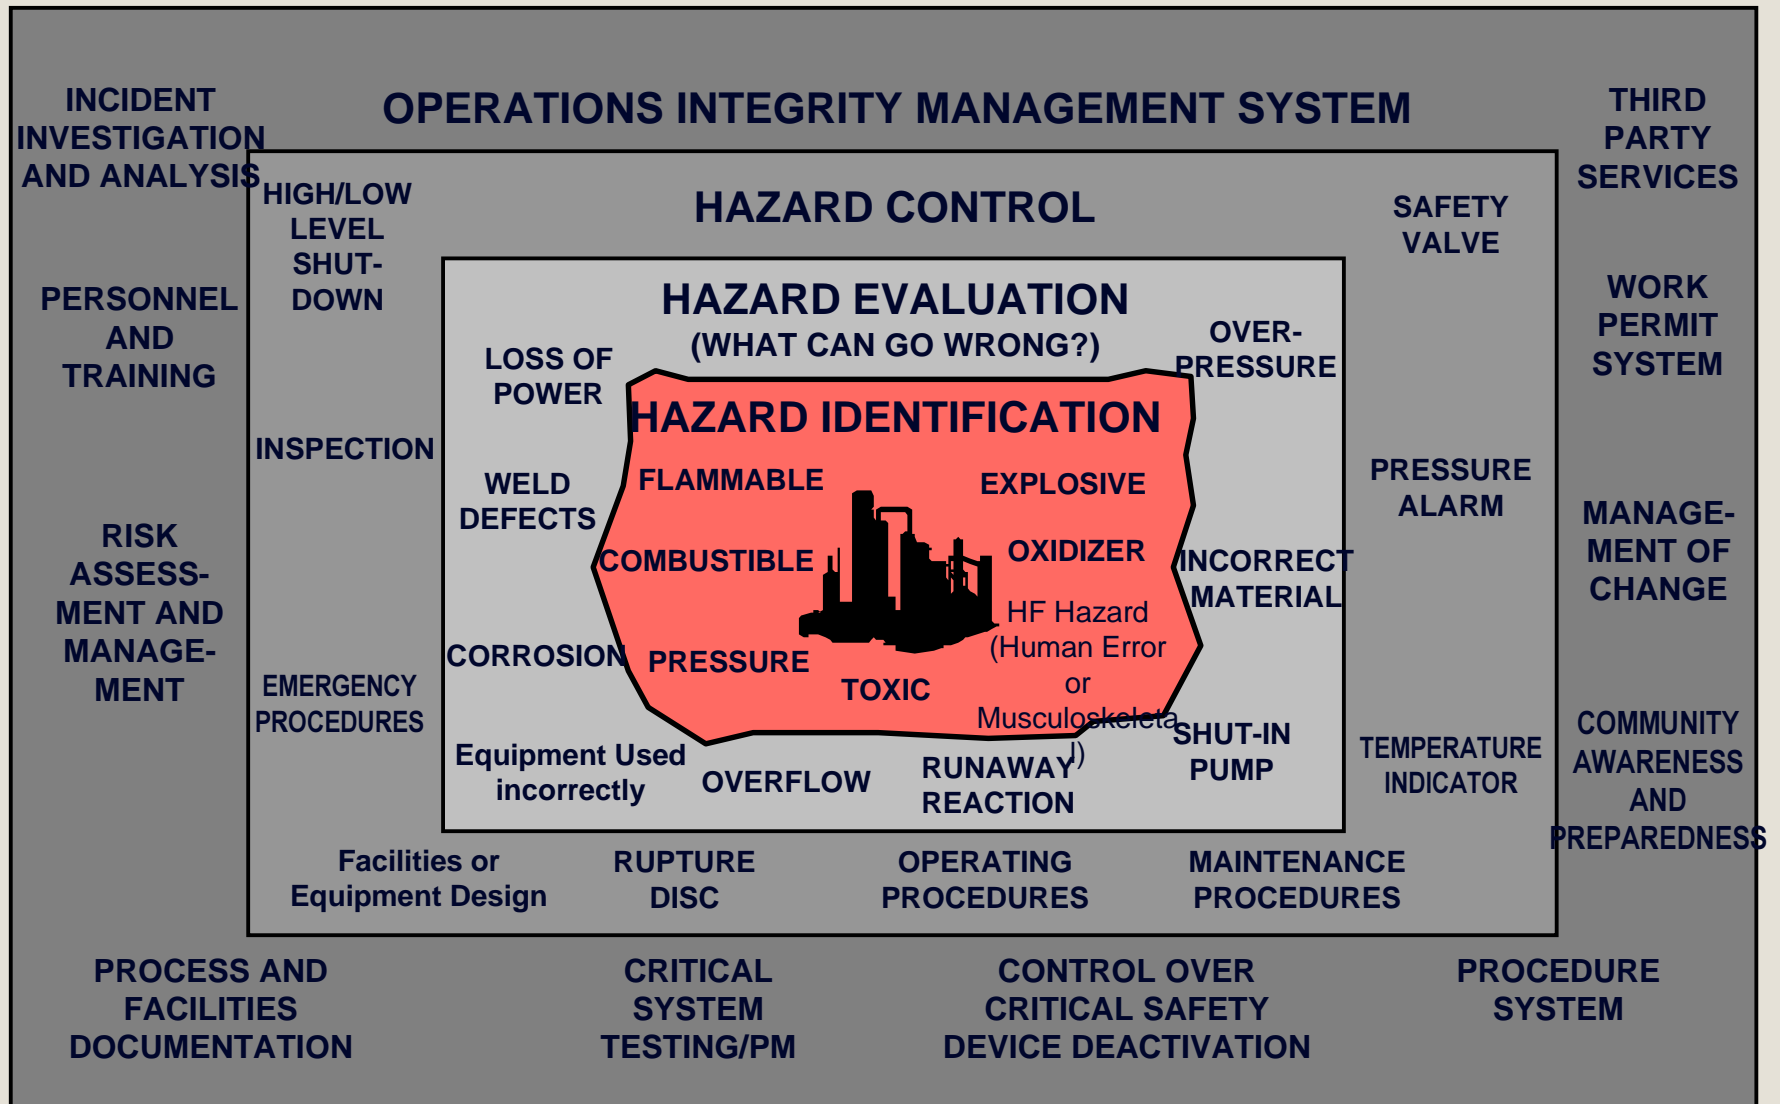 OPERATIONS INTEGRITY MANAGEMENT SYSTEM
INCIDENT
INVESTIGATION
AND ANALYSIS
PERSONNEL
AND
TRAINING
RISK
ASSESS-
MENT AND
MANAGE-
MENT
THIRD
PARTY
SERVICES
WORK
PERMIT
SYSTEM
MANAGE-
MENT OF
CHANGE
COMMUNITY
AWARENESS
AND
PREPAREDNESS
PROCESS AND
FACILITIES
DOCUMENTATION
CRITICAL
SYSTEM
TESTING/PM
CONTROL OVER
CRITICAL SAFETY
DEVICE DEACTIVATION
PROCEDURE
SYSTEM
HAZARD CONTROL
HIGH/LOW
LEVEL
SHUT-
DOWN
INSPECTION
EMERGENCY
PROCEDURES
SAFETY
VALVE
PRESSURE
ALARM
TEMPERATURE
INDICATOR
Facilities or
Equipment Design
RUPTURE
DISC
OPERATING
PROCEDURES
MAINTENANCE
PROCEDURES
HAZARD EVALUATION
(WHAT CAN GO WRONG?)
LOSS OF
POWER
WELD
DEFECTS
CORROSION
Equipment Used
incorrectly
OVERFLOW
RUNAWAY
REACTION
OVER-
PRESSURE
INCORRECT
MATERIAL
SHUT-IN
PUMP
HAZARD IDENTIFICATION
FLAMMABLE
EXPLOSIVE
COMBUSTIBLE
OXIDIZER
PRESSURE
TOXIC
HF Hazard
(Human Error
or
Musculoskeleta
l)